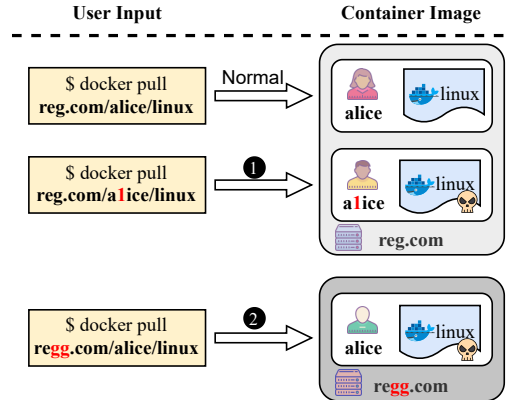 User Input
Container Image
$ docker pull
reg.com/alice/linux
Normal
alice
linux
$ docker pull
reg.com/a1ice/linux
1
a1ice
linux
reg.com
$ docker pull
regg.com/alice/linux
2
alice
linux
regg.com